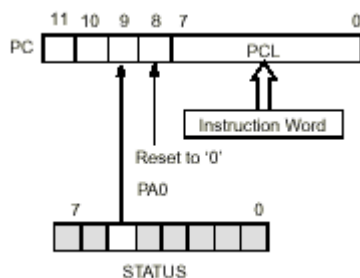 11 10 9 8 7 0
PC PCL
Instruction Word
Reset to '0'
PA0
7 0
STATUS